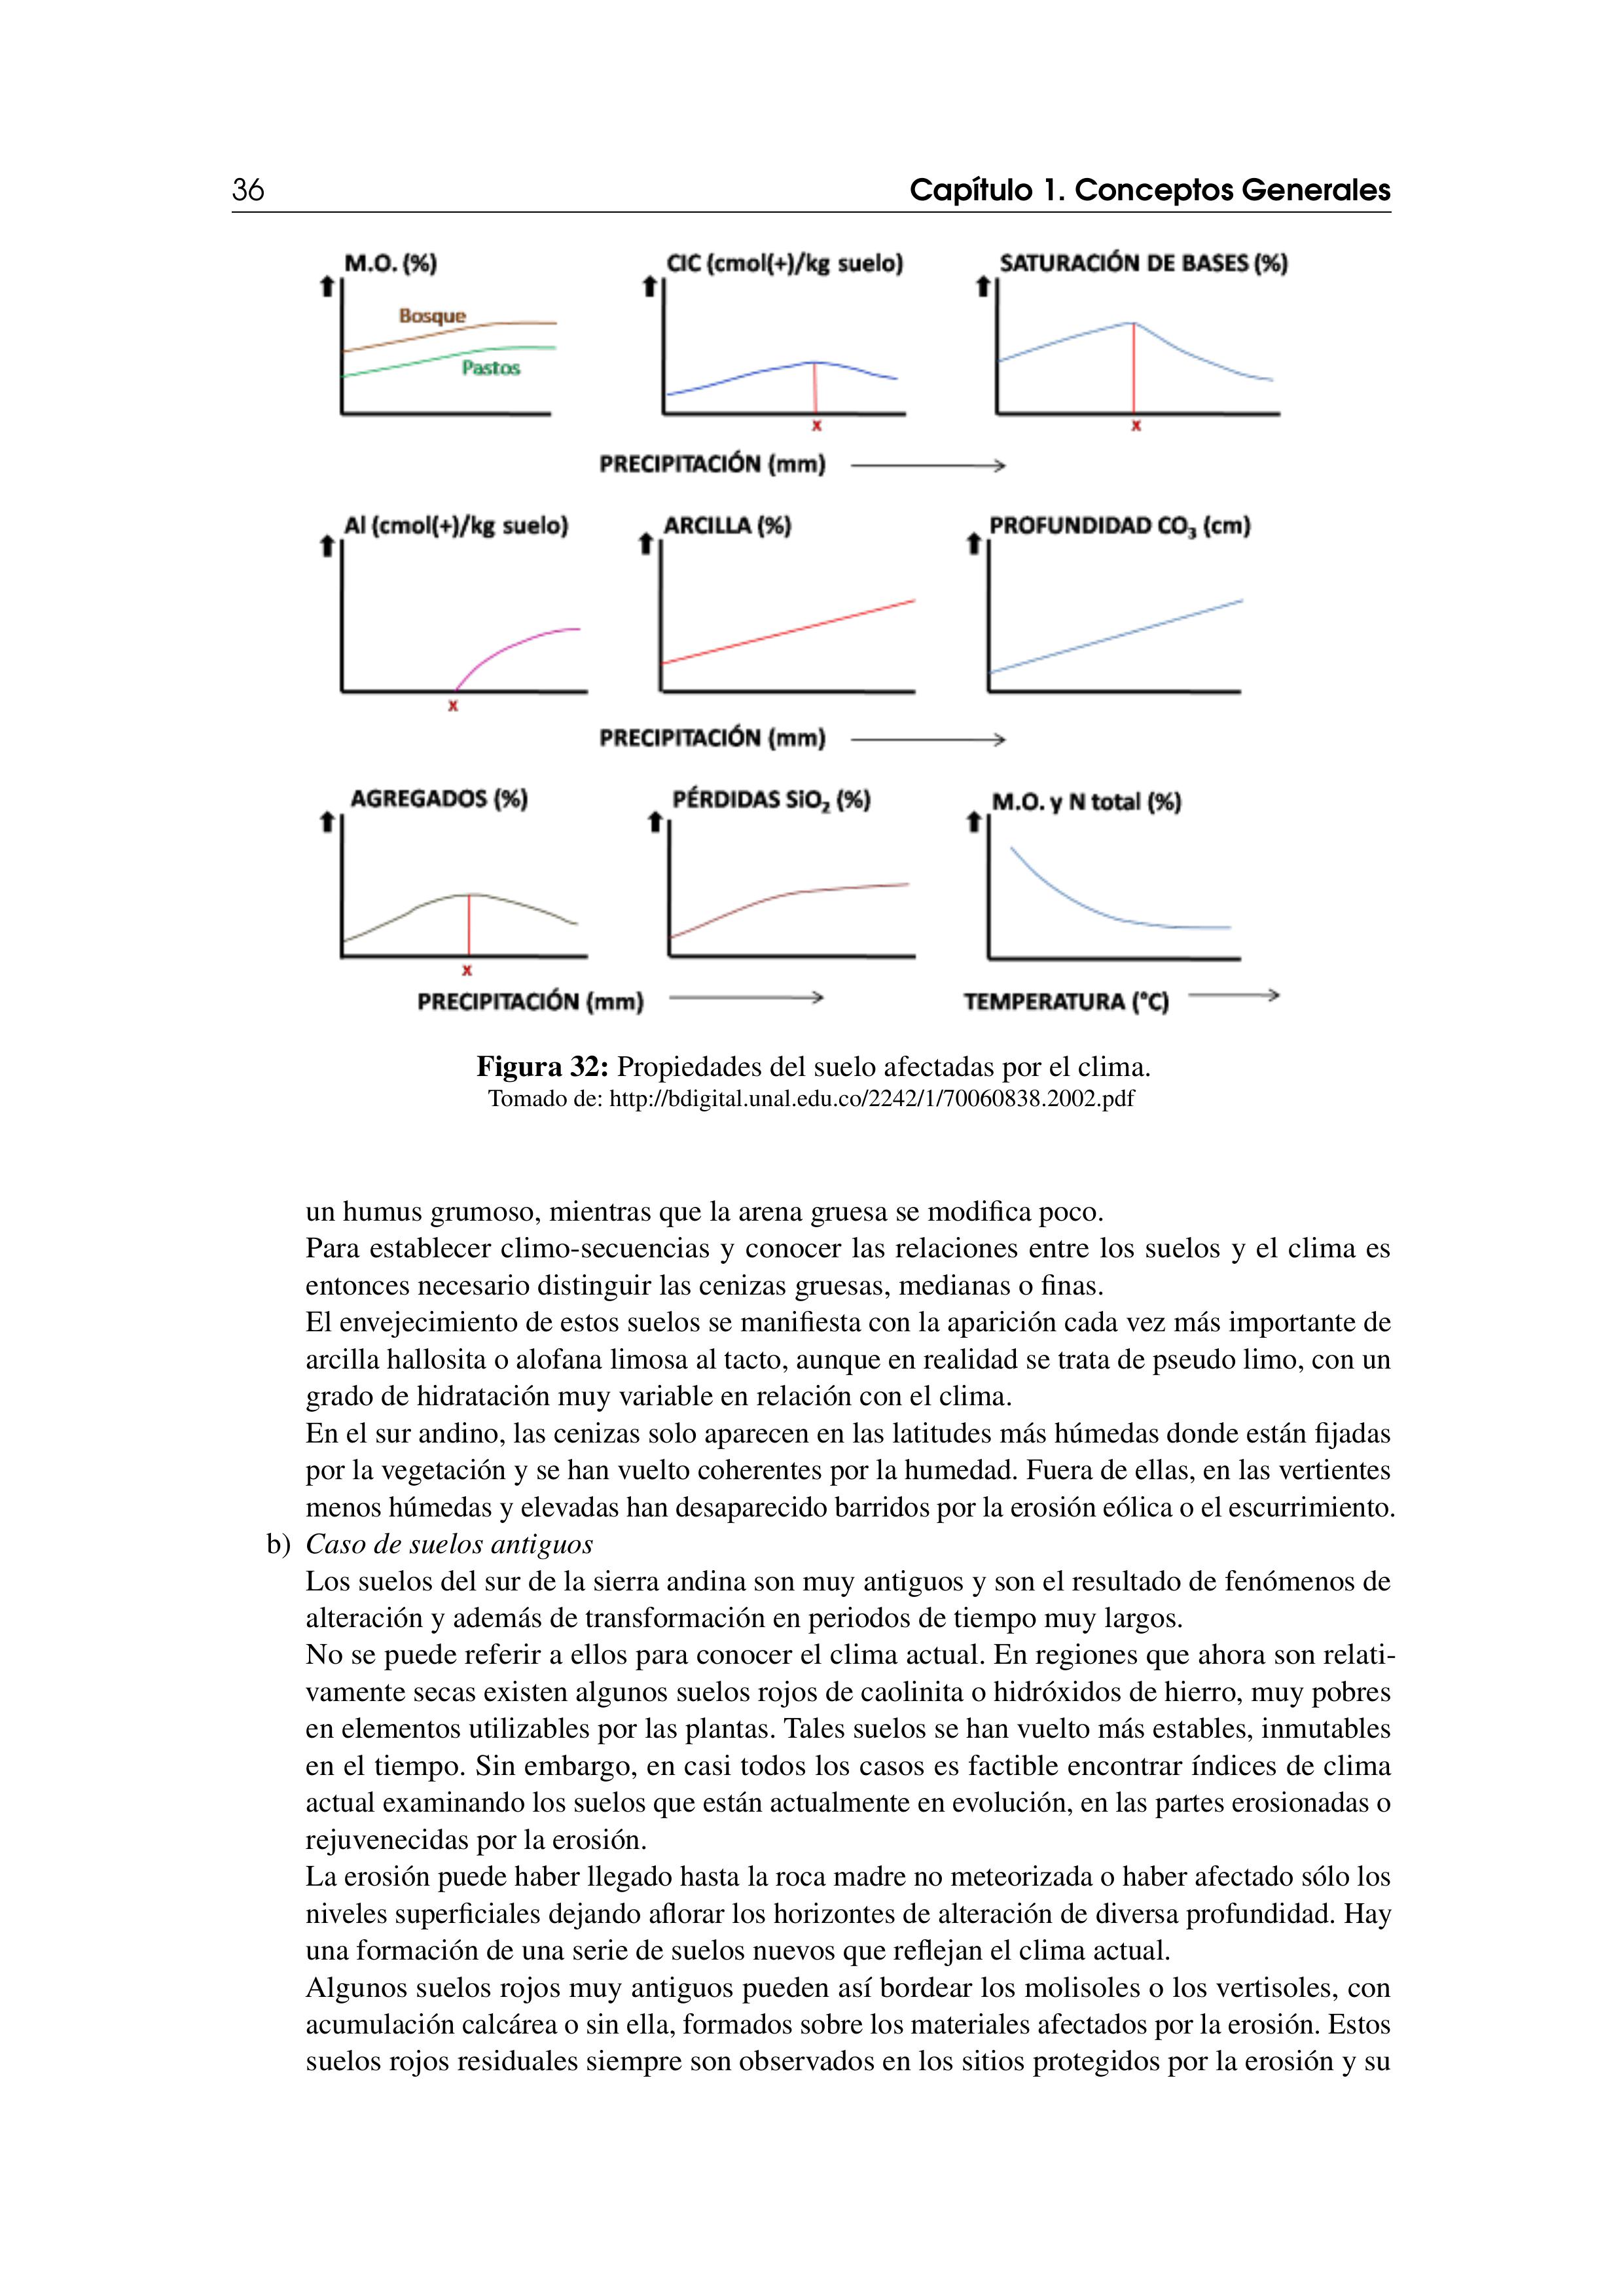 36
Capítulo 1. Conceptos Generales
M.O. (%)
CIC (cmol(+)/kg suelo)
SATURACIÓN DE BASES (%)
Bosque
Pastos
x
x
PRECIPITACIÓN (mm)
Al (cmol(+)/kg suelo)
ARCILLA (%)
PROFUNDIDAD CO₃ (cm)
x
PRECIPITACIÓN (mm)
AGREGADOS (%)
PÉRDIDAS SiO₂ (%)
M.O. y N total (%)
x
PRECIPITACIÓN (mm)
TEMPERATURA (°C)
Figura 32: Propiedades del suelo afectadas por el clima.
Tomado de: http://bdigital.unal.edu.co/2242/1/70060838.2002.pdf
un humus grumoso, mientras que la arena gruesa se modifica poco.
Para establecer climo-secuencias y conocer las relaciones entre los suelos y el clima es
entonces necesario distinguir las cenizas gruesas, medianas o finas.
El envejecimiento de estos suelos se manifiesta con la aparición cada vez más importante de
arcilla hallosita o alofana limosa al tacto, aunque en realidad se trata de pseudo limo, con un
grado de hidratación muy variable en relación con el clima.
En el sur andino, las cenizas solo aparecen en las latitudes más húmedas donde están fijadas
por la vegetación y se han vuelto coherentes por la humedad. Fuera de ellas, en las vertientes
menos húmedas y elevadas han desaparecido barridos por la erosión eólica o el escurrimiento.
b) Caso de suelos antiguos
Los suelos del sur de la sierra andina son muy antiguos y son el resultado de fenómenos de
alteración y además de transformación en periodos de tiempo muy largos.
No se puede referir a ellos para conocer el clima actual. En regiones que ahora son relati-
vamente secas existen algunos suelos rojos de caolinita o hidróxidos de hierro, muy pobres
en elementos utilizables por las plantas. Tales suelos se han vuelto más estables, inmutables
en el tiempo. Sin embargo, en casi todos los casos es factible encontrar índices de clima
actual examinando los suelos que están actualmente en evolución, en las partes erosionadas o
rejuvenecidas por la erosión.
La erosión puede haber llegado hasta la roca madre no meteorizada o haber afectado sólo los
niveles superficiales dejando aflorar los horizontes de alteración de diversa profundidad. Hay
una formación de una serie de suelos nuevos que reflejan el clima actual.
Algunos suelos rojos muy antiguos pueden así bordear los molisoles o los vertisoles, con
acumulación calcárea o sin ella, formados sobre los materiales afectados por la erosión. Estos
suelos rojos residuales siempre son observados en los sitios protegidos por la erosión y su